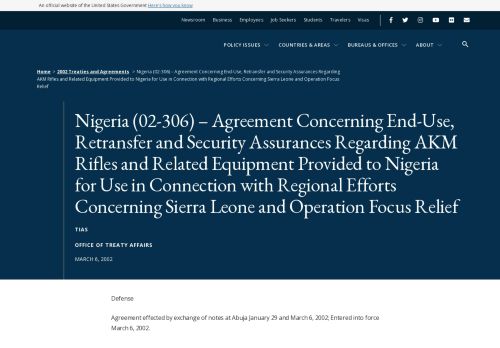 An official website of the United States Government Here's how you know
Newsroom Business Employees Job Seekers Students Travelers Visas
POLICY ISSUES COUNTRIES & AREAS BUREAUS & OFFICES ABOUT
Home > 2002 Treaties and Agreements > Nigeria (02-306) – Agreement Concerning End-Use, Retransfer and Security Assurances Regarding
AKM Rifles and Related Equipment Provided to Nigeria for Use in Connection with Regional Efforts Concerning Sierra Leone and Operation Focus
Relief
Nigeria (02-306) – Agreement Concerning End-Use,
Retransfer and Security Assurances Regarding AKM
Rifles and Related Equipment Provided to Nigeria
for Use in Connection with Regional Efforts
Concerning Sierra Leone and Operation Focus Relief
TIAS
OFFICE OF TREATY AFFAIRS
MARCH 6, 2002
Defense
Agreement effected by exchange of notes at Abuja January 29 and March 6, 2002; Entered into force
March 6, 2002.